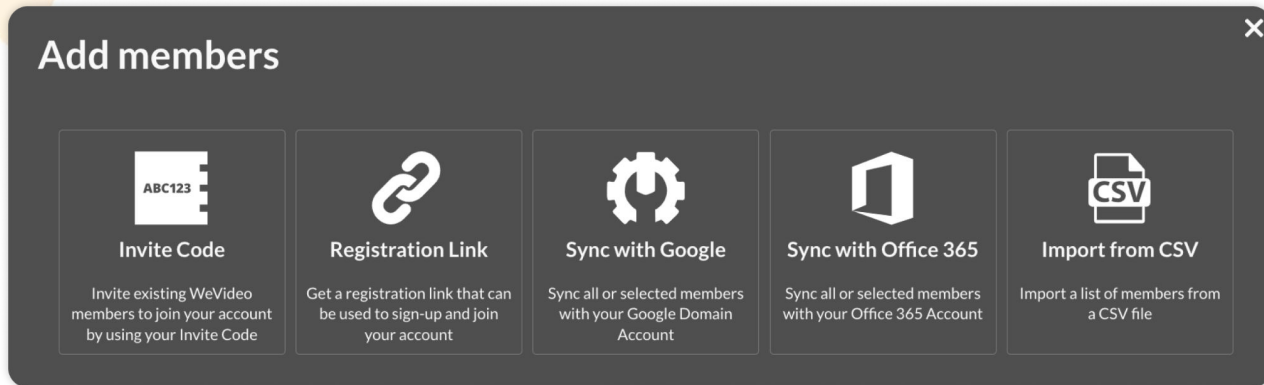 Add members
ABC123
Invite Code
Invite existing WeVideo
members to join your account
by using your Invite Code
Registration Link
Get a registration link that can
be used to sign-up and join
your account
Sync with Google
Sync all or selected members
with your Google Domain
Account
Sync with Office 365
Sync all or selected members
with your Office 365 Account
CSV
Import from CSV
Import a list of members from
a CSV file